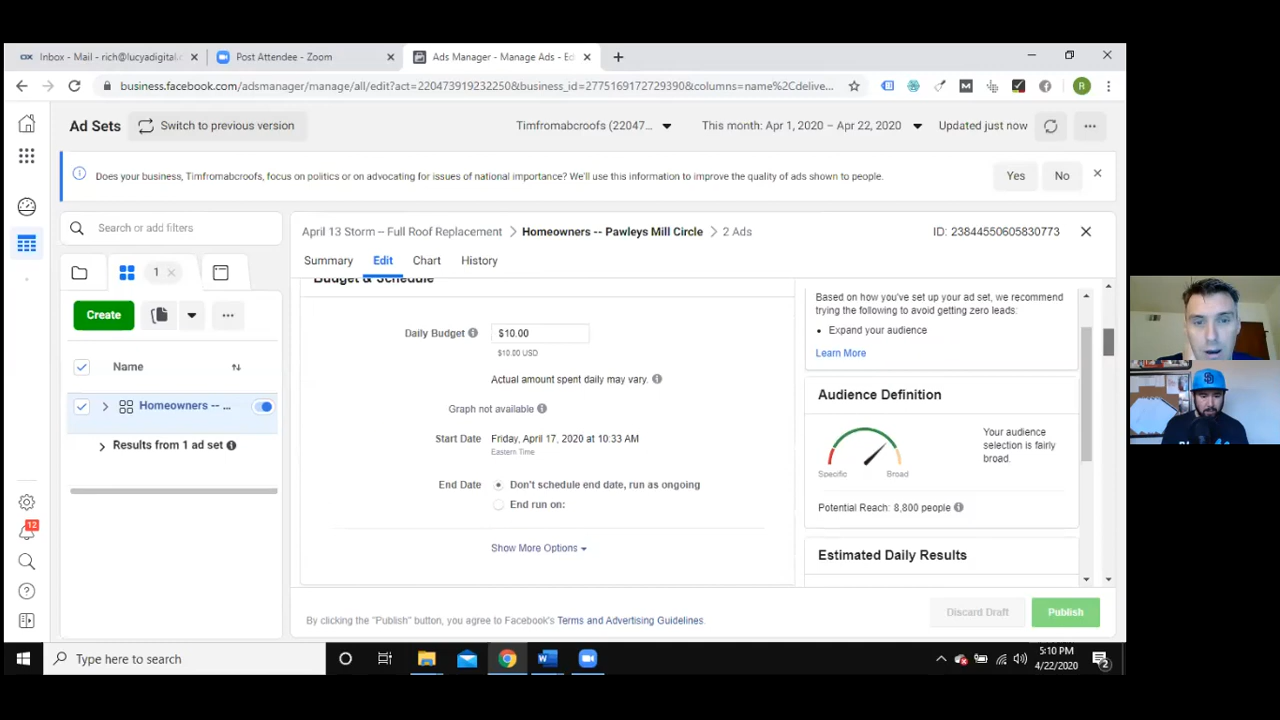 Inbox - Mail - rich@lucyadigital.r
Post Attendee - Zoom
Ads Manager - Manage Ads - Ed
business.facebook.com/adsmanager/manage/all/edit?act=220473919232250&business_id=2775169172729390&columns=name%2Cdelive...
Ad Sets
Switch to previous version
Timfromabcroofs (22047...
This month: Apr 1, 2020 – Apr 22, 2020
Updated just now
Does your business, Timfromabcroofs, focus on politics or on advocating for issues of national importance? We'll use this information to improve the quality of ads shown to people.
Yes
No
Search or add filters
April 13 Storm – Full Roof Replacement
Homeowners -- Pawleys Mill Circle
2 Ads
ID: 23844550605830773
Summary
Edit
Chart
History
1
Create
Name
Homeowners -- ...
Results from 1 ad set
12
Budget & Schedule
Daily Budget
$10.00
$10.00 USD
Actual amount spent daily may vary.
Graph not available
Start Date
Friday, April 17, 2020 at 10:33 AM
Eastern Time
End Date
Don't schedule end date, run as ongoing
End run on:
Show More Options
Based on how you've set up your ad set, we recommend
trying the following to avoid getting zero leads:
• Expand your audience
Learn More
Audience Definition
Your audience
selection is fairly
broad.
Specific
Broad
Potential Reach: 8,800 people
Estimated Daily Results
By clicking the "Publish" button, you agree to Facebook's Terms and Advertising Guidelines.
Discard Draft
Publish
Type here to search
5:10 PM
4/22/2020
2